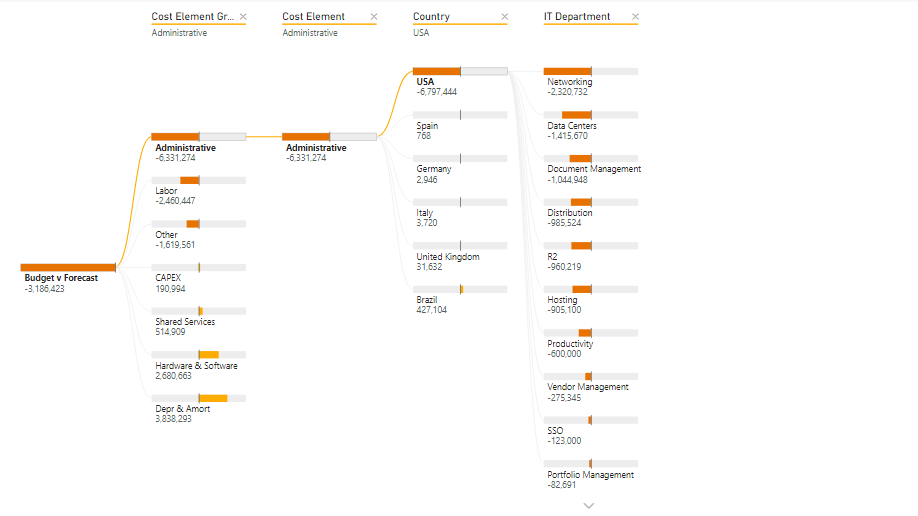 Cost Element Gr...
Administrative
Cost Element
Administrative
Country
USA
IT Department
Budget v Forecast
-3,186,423
Administrative
-6,331,274
Labor
-2,460,447
Other
-1,619,561
CAPEX
190,994
Shared Services
514,909
Hardware & Software
2,680,663
Depr & Amort
3,838,293
Administrative
-6,331,274
USA
-6,797,444
Spain
768
Germany
2,946
Italy
3,720
United Kingdom
31,632
Brazil
427,104
Networking
-2,320,732
Data Centers
-1,415,670
Document Management
-1,044,948
Distribution
-985,524
R2
-960,219
Hosting
-905,100
Productivity
-600,000
Vendor Management
-275,345
SSO
-123,000
Portfolio Management
-82,691